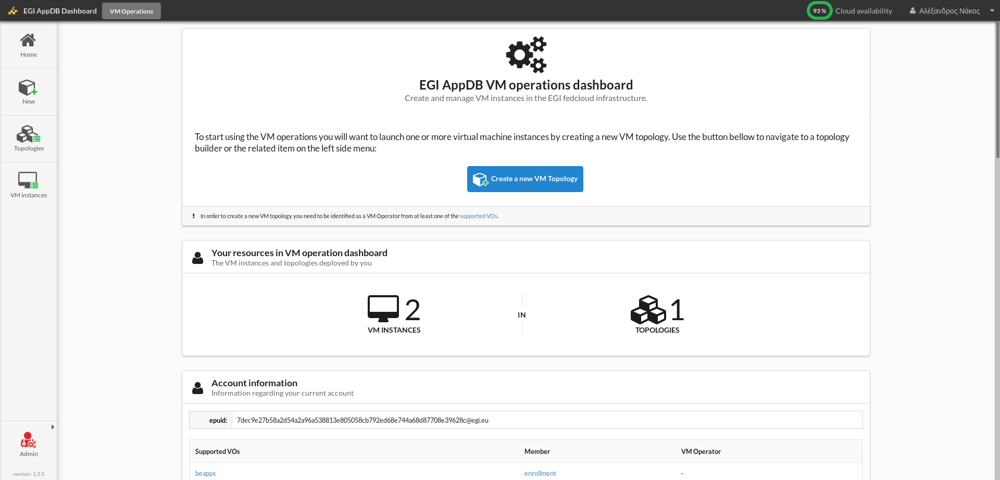 EGI AppDB Dashboard VM Operations 93 % Cloud availability Αλέξανδρος Νάκος
Home
New
Topologies
VM instances
Admin
version: 1.3.3
EGI AppDB VM operations dashboard
Create and manage VM instances in the EGI fedcloud infrastructure.
To start using the VM operations you will want to launch one or more virtual machine instances by creating a new VM topology. Use the button bellow to navigate to a topology
builder or the related item on the left side menu:
Create a new VM Topology
In order to create a new VM topology you need to be identified as a VM Operator from at least one of the supported VOs.
Your resources in VM operation dashboard
The VM instances and topologies deployed by you
2 IN 1
VM INSTANCES TOPOLOGIES
Account information
Information regarding your current account
epuid: 7dec9e27b58a2d54a2a96a538813e805058cb792ed68e744a68d87708e39628c@egi.eu
Supported VOs Member VM Operator
beapps enrollment -